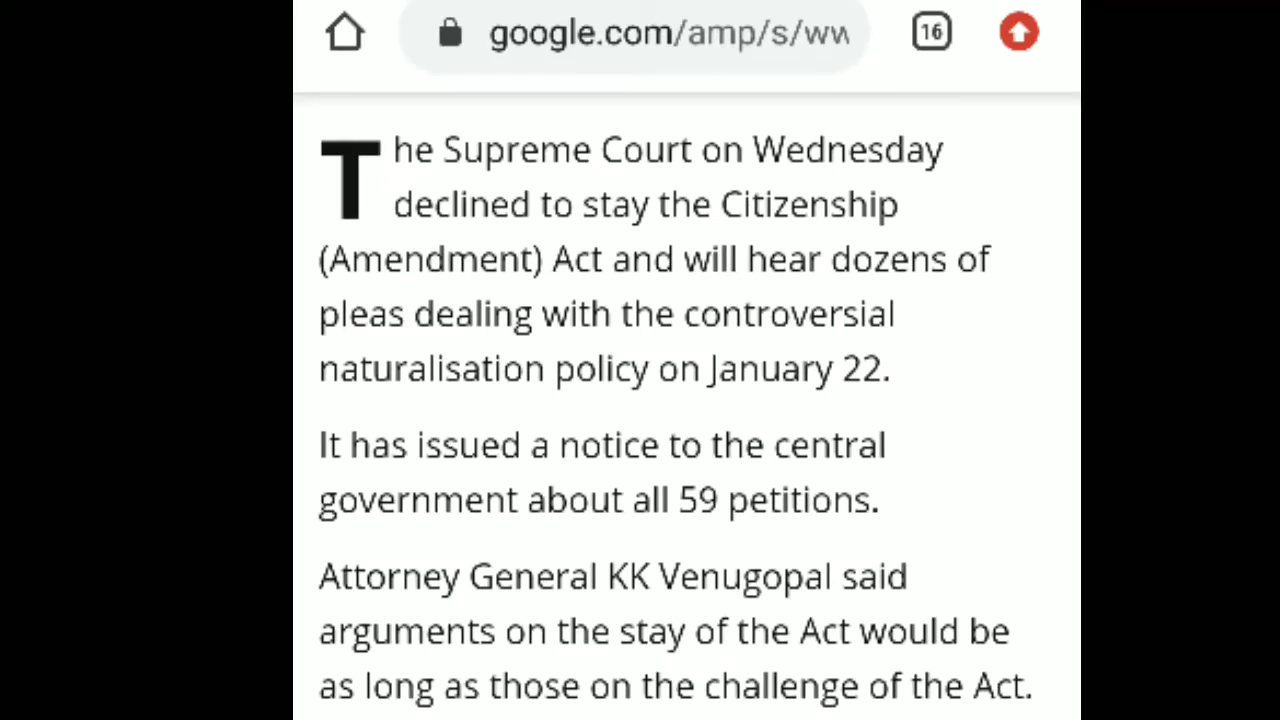 google.com/amp/s/ww
16
The Supreme Court on Wednesday
declined to stay the Citizenship
(Amendment) Act and will hear dozens of
pleas dealing with the controversial
naturalisation policy on January 22.
It has issued a notice to the central
government about all 59 petitions.
Attorney General KK Venugopal said
arguments on the stay of the Act would be
as long as those on the challenge of the Act.